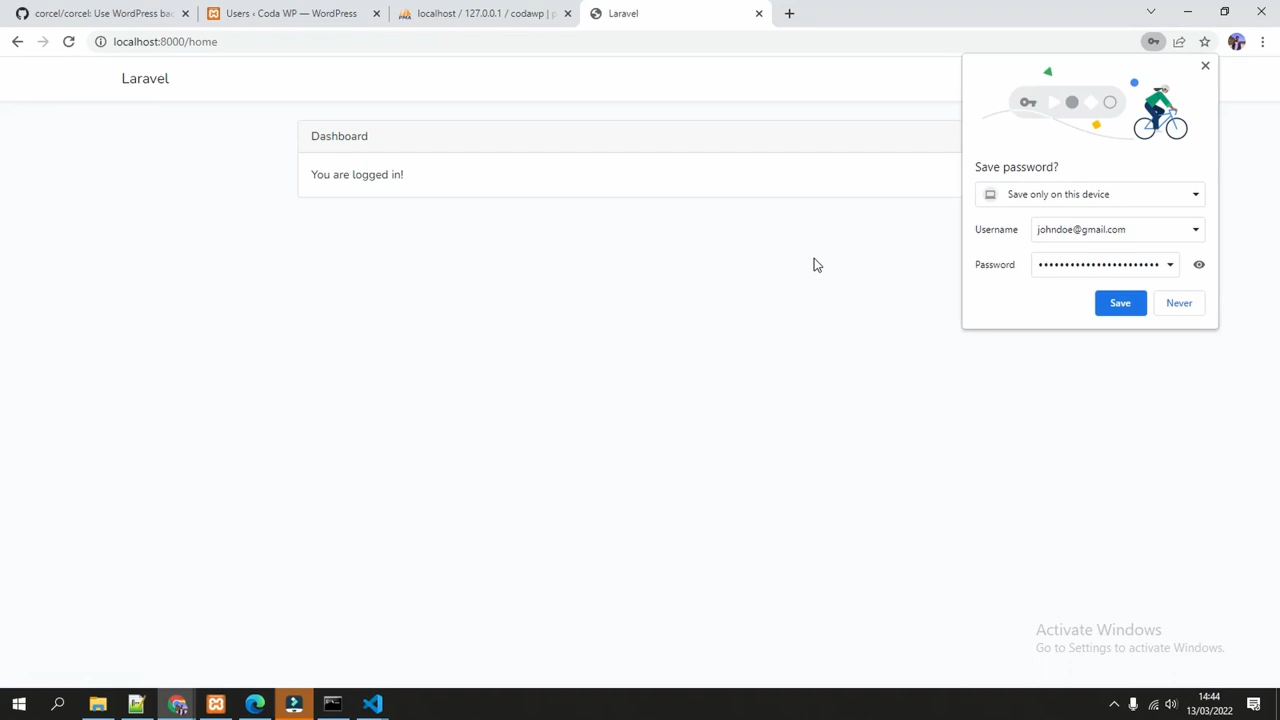 corcel/corcel: Use WordPress bac
Users ‹ Coda WP — WordPress
localhost / 127.0.0.1 / codawp | p
Laravel
localhost:8000/home
Laravel
Dashboard
You are logged in!
Save password?
Save only on this device
Username
johndoe@gmail.com
Password
••••••••••••••••••••••••
Save
Never
Activate Windows
Go to Settings to activate Windows.
14:44
13/03/2022